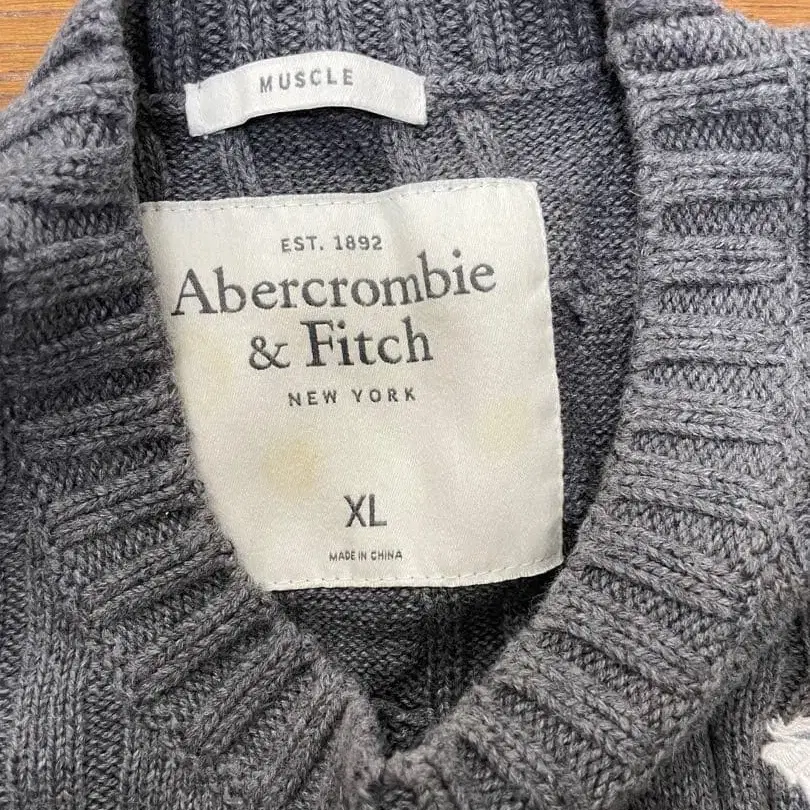 MUSCLE
EST. 1892
Abercrombie
& Fitch
NEW YORK
XL
MADE IN CHINA